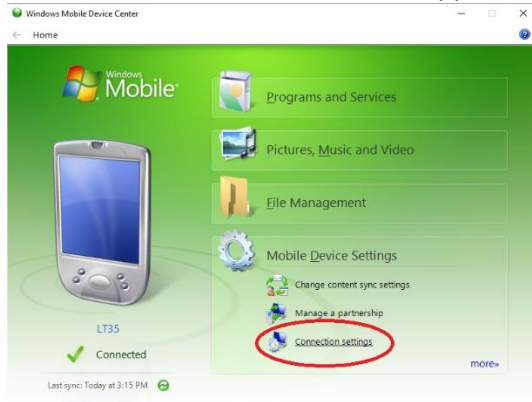 Windows Mobile Device Center
Home
Windows
Mobile
Programs and Services
Pictures, Music and Video
File Management
Mobile Device Settings
Change content sync settings
Manage a partnership
Connection settings
more»
LT35
Connected
Last sync: Today at 3:15 PM